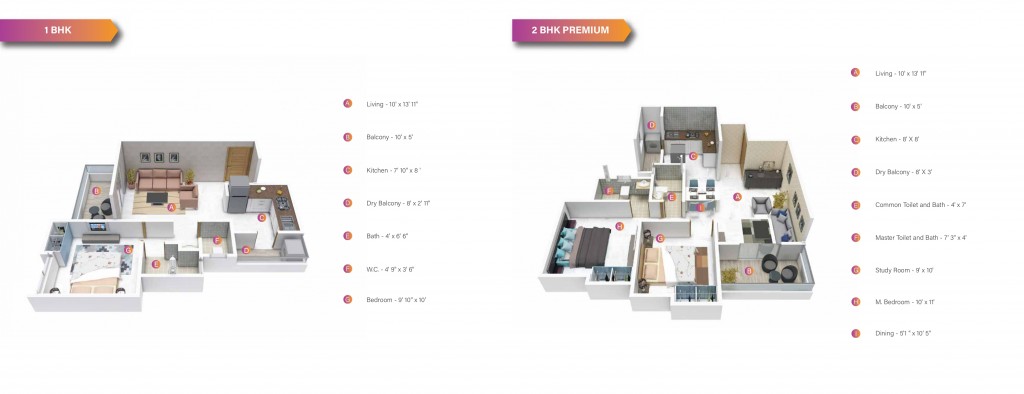 1 BHK
A Living - 10' x 13' 11"
B Balcony - 10' x 5'
C Kitchen - 7' 10" x 8 '
D Dry Balcony - 8' x 2' 11"
E Bath - 4' x 6' 6"
F W.C. - 4' 9" x 3' 6"
G Bedroom - 9' 10" x 10'
A
B
C
D
E
F
G
2 BHK PREMIUM
A Living - 10' x 13' 11"
B Balcony - 10' x 5'
C Kitchen - 8' X 6'
D Dry Balcony - 8' X 3'
E Common Toilet and Bath - 4' x 7'
F Master Toilet and Bath - 7' 3" x 4'
G Study Room - 9' x 10'
H M. Bedroom - 10' x 11'
I Dining - 5'1 " x 10' 5"
D
C
F
E
I
A
H
G
B